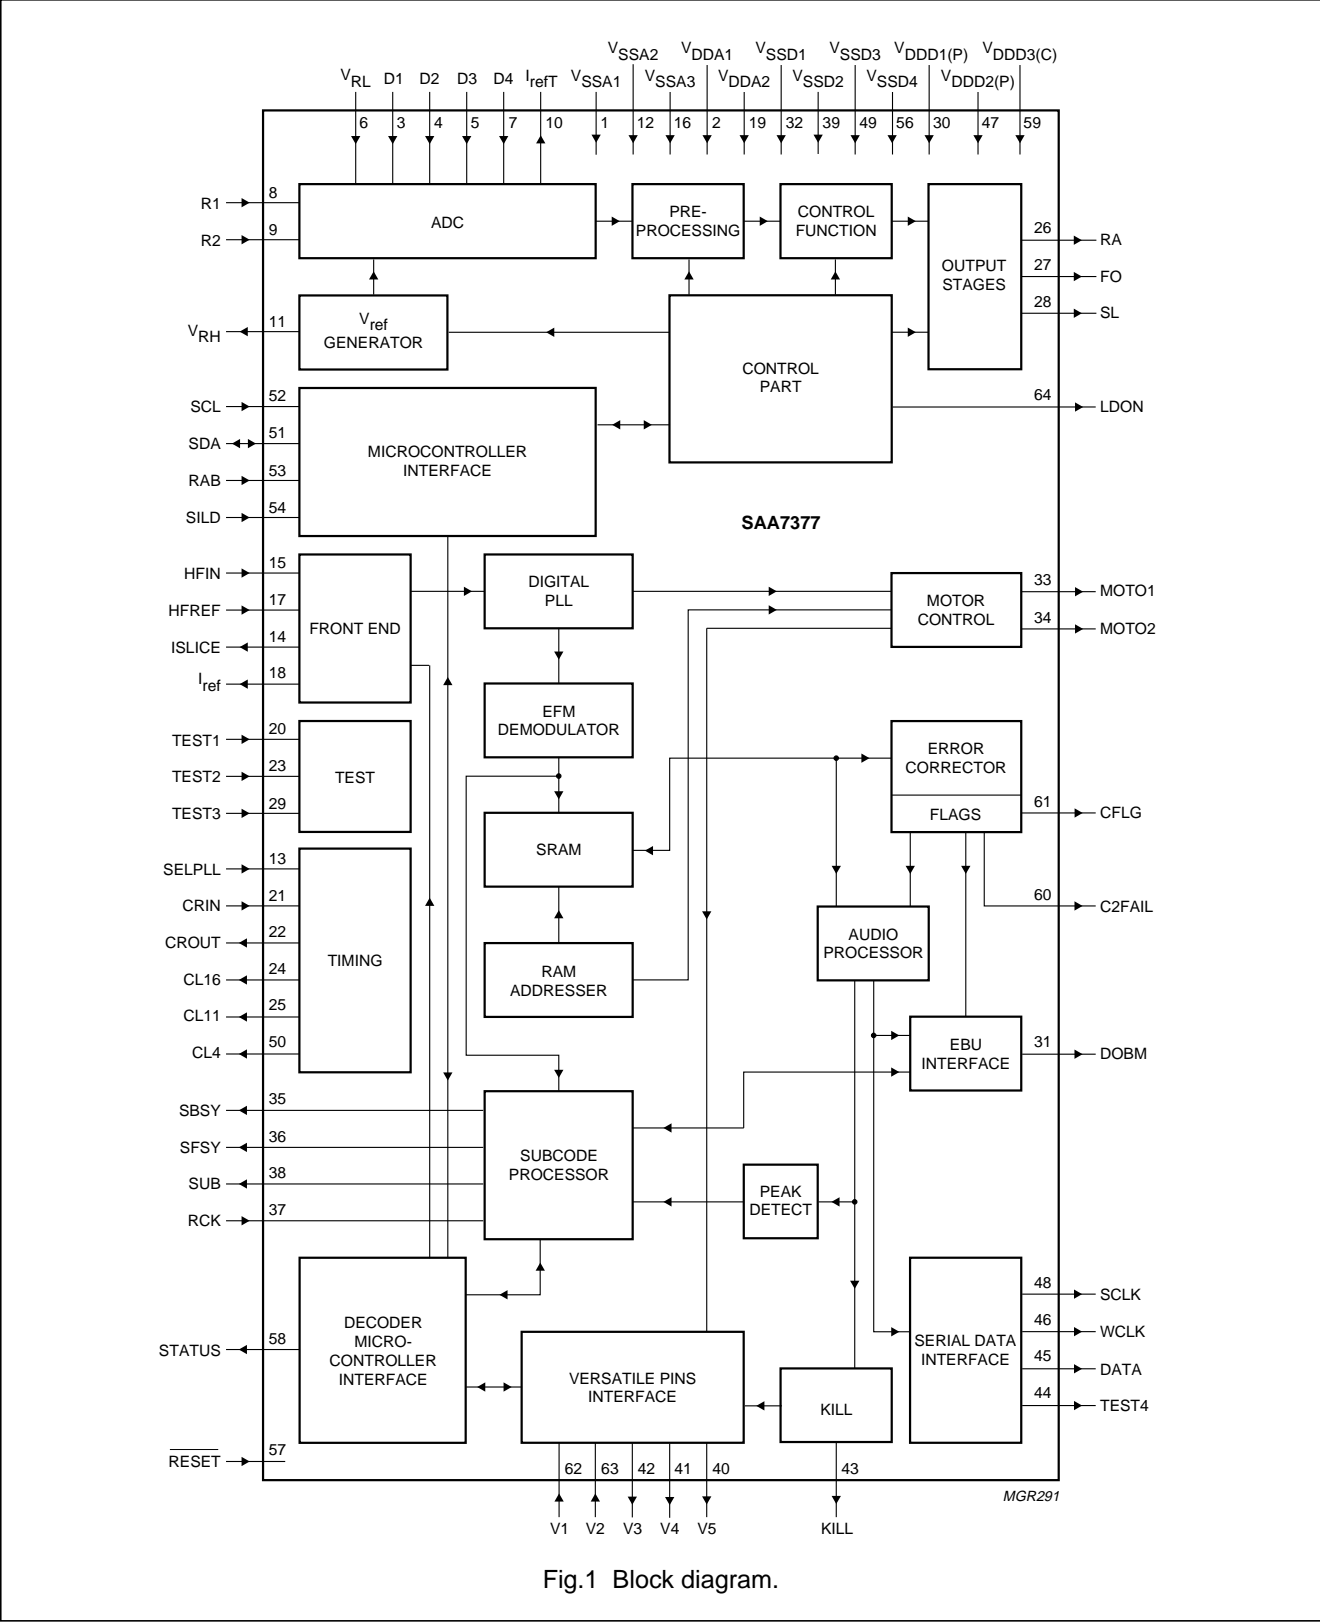 VSSA2 VDDA1 VSSD1 VSSD3 VDDD1(P) VDDD3(C)
VRL D1 D2 D3 D4 IrefT VSSA1 VSSA3 VDDA2 VSSD2 VSSD4 VDDD2(P)
6 3 4 5 7 10 1 12 16 2 19 32 39 49 56 30 47 59
R1 8
R2 9
ADC
PRE-
PROCESSING
CONTROL
FUNCTION
OUTPUT
STAGES
26 RA
27 FO
28 SL
VRH 11
Vref
GENERATOR
CONTROL
PART
64 LDON
SCL 52
SDA 51
RAB 53
SILD 54
MICROCONTROLLER
INTERFACE
SAA7377
HFIN 15
HFREF 17
ISLICE 14
Iref 18
FRONT END
DIGITAL
PLL
MOTOR
CONTROL
33 MOTO1
34 MOTO2
EFM
DEMODULATOR
TEST1 20
TEST2 23
TEST3 29
TEST
ERROR
CORRECTOR
FLAGS
61 CFLG
60 C2FAIL
SRAM
SELPLL 13
CRIN 21
CROUT 22
CL16 24
CL11 25
CL4 50
TIMING
RAM
ADDRESSER
AUDIO
PROCESSOR
EBU
INTERFACE
31 DOBM
SBSY 35
SFSY 36
SUB 38
RCK 37
SUBCODE
PROCESSOR
PEAK
DETECT
STATUS 58
DECODER
MICRO-
CONTROLLER
INTERFACE
VERSATILE PINS
INTERFACE
KILL
SERIAL DATA
INTERFACE
48 SCLK
46 WCLK
45 DATA
44 TEST4
RESET 57
62 63 42 41 40 43
V1 V2 V3 V4 V5 KILL
MGR291
Fig.1 Block diagram.